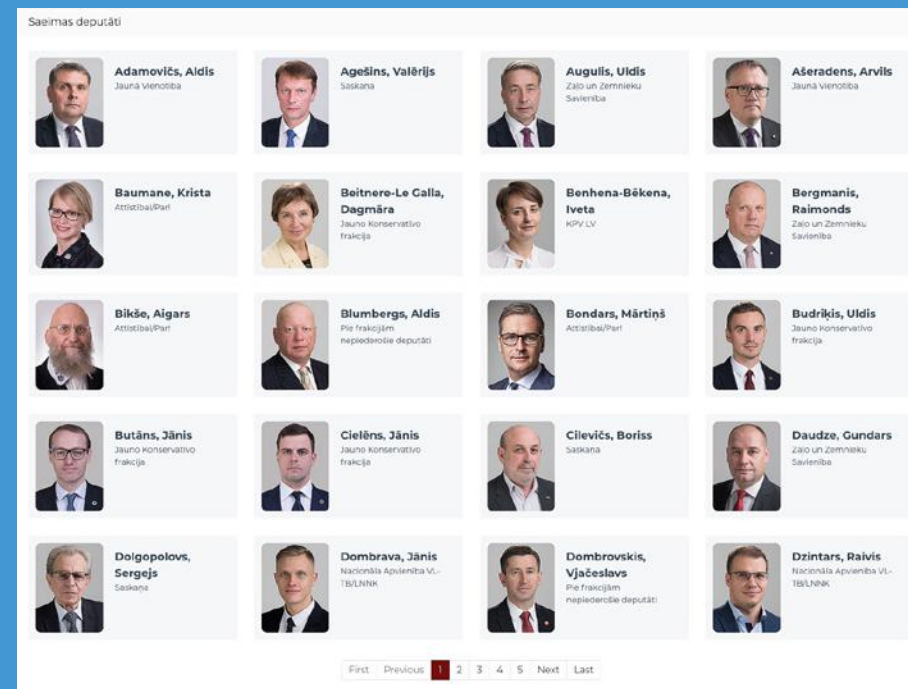 Saeimas deputāti
Adamovičs, Aldis
Jaunā Vienotība
Agešins, Valērijs
Saskaņa
Augulis, Uldis
Zaļo un Zemnieku
Savienība
Ašeradens, Arvils
Jaunā Vienotība
Baumane, Krista
Attīstībai/Par!
Beitnere-Le Galla,
Dagmāra
Jauno Konservatīvo
frakcija
Benhena-Bēkena,
Iveta
KPV LV
Bergmanis,
Raimonds
Zaļo un Zemnieku
Savienība
Bikše, Aigars
Attīstībai/Par!
Blumbergs, Aldis
Pie frakcijām
nepiederošie deputāti
Bondars, Mārtiņš
Attīstībai/Par!
Budriķis, Uldis
Jauno Konservatīvo
frakcija
Butāns, Jānis
Jauno Konservatīvo
frakcija
Cielēns, Jānis
Jauno Konservatīvo
frakcija
Cilevičs, Boriss
Saskaņa
Daudze, Gundars
Zaļo un Zemnieku
Savienība
Dolgopolovs,
Sergejs
Saskaņa
Dombrava, Jānis
Nacionālā Apvienība VL-
TB/LNNK
Dombrovskis,
Vjačeslavs
Pie frakcijām
nepiederošie deputāti
Dzintars, Raivis
Nacionālā Apvienība VL-
TB/LNNK
First Previous 1 2 3 4 5 Next Last